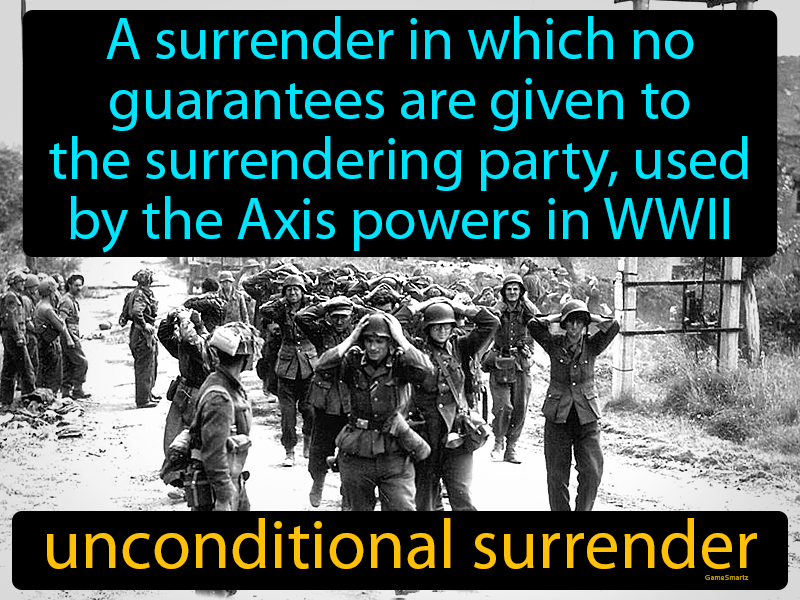 A surrender in which no
guarantees are given to
the surrendering party, used
by the Axis powers in WWII
unconditional surrender
GameSmartz